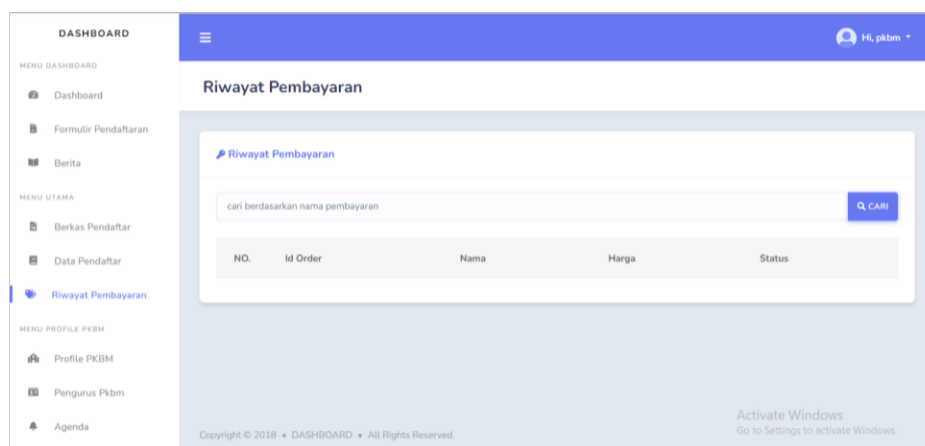 DASHBOARD
Hi, pkbm
MENU DASHBOARD
Dashboard
Formulir Pendaftaran
Berita
MENU UTAMA
Berkas Pendaftar
Data Pendaftar
Riwayat Pembayaran
MENU PROFILE PKBM
Profile PKBM
Pengurus Pkbm
Agenda
Riwayat Pembayaran
Riwayat Pembayaran
cari berdasarkan nama pembayaran
CARI
NO. Id Order Nama Harga Status
Copyright © 2018 • DASHBOARD • All Rights Reserved.
Activate Windows
Go to Settings to activate Windows.